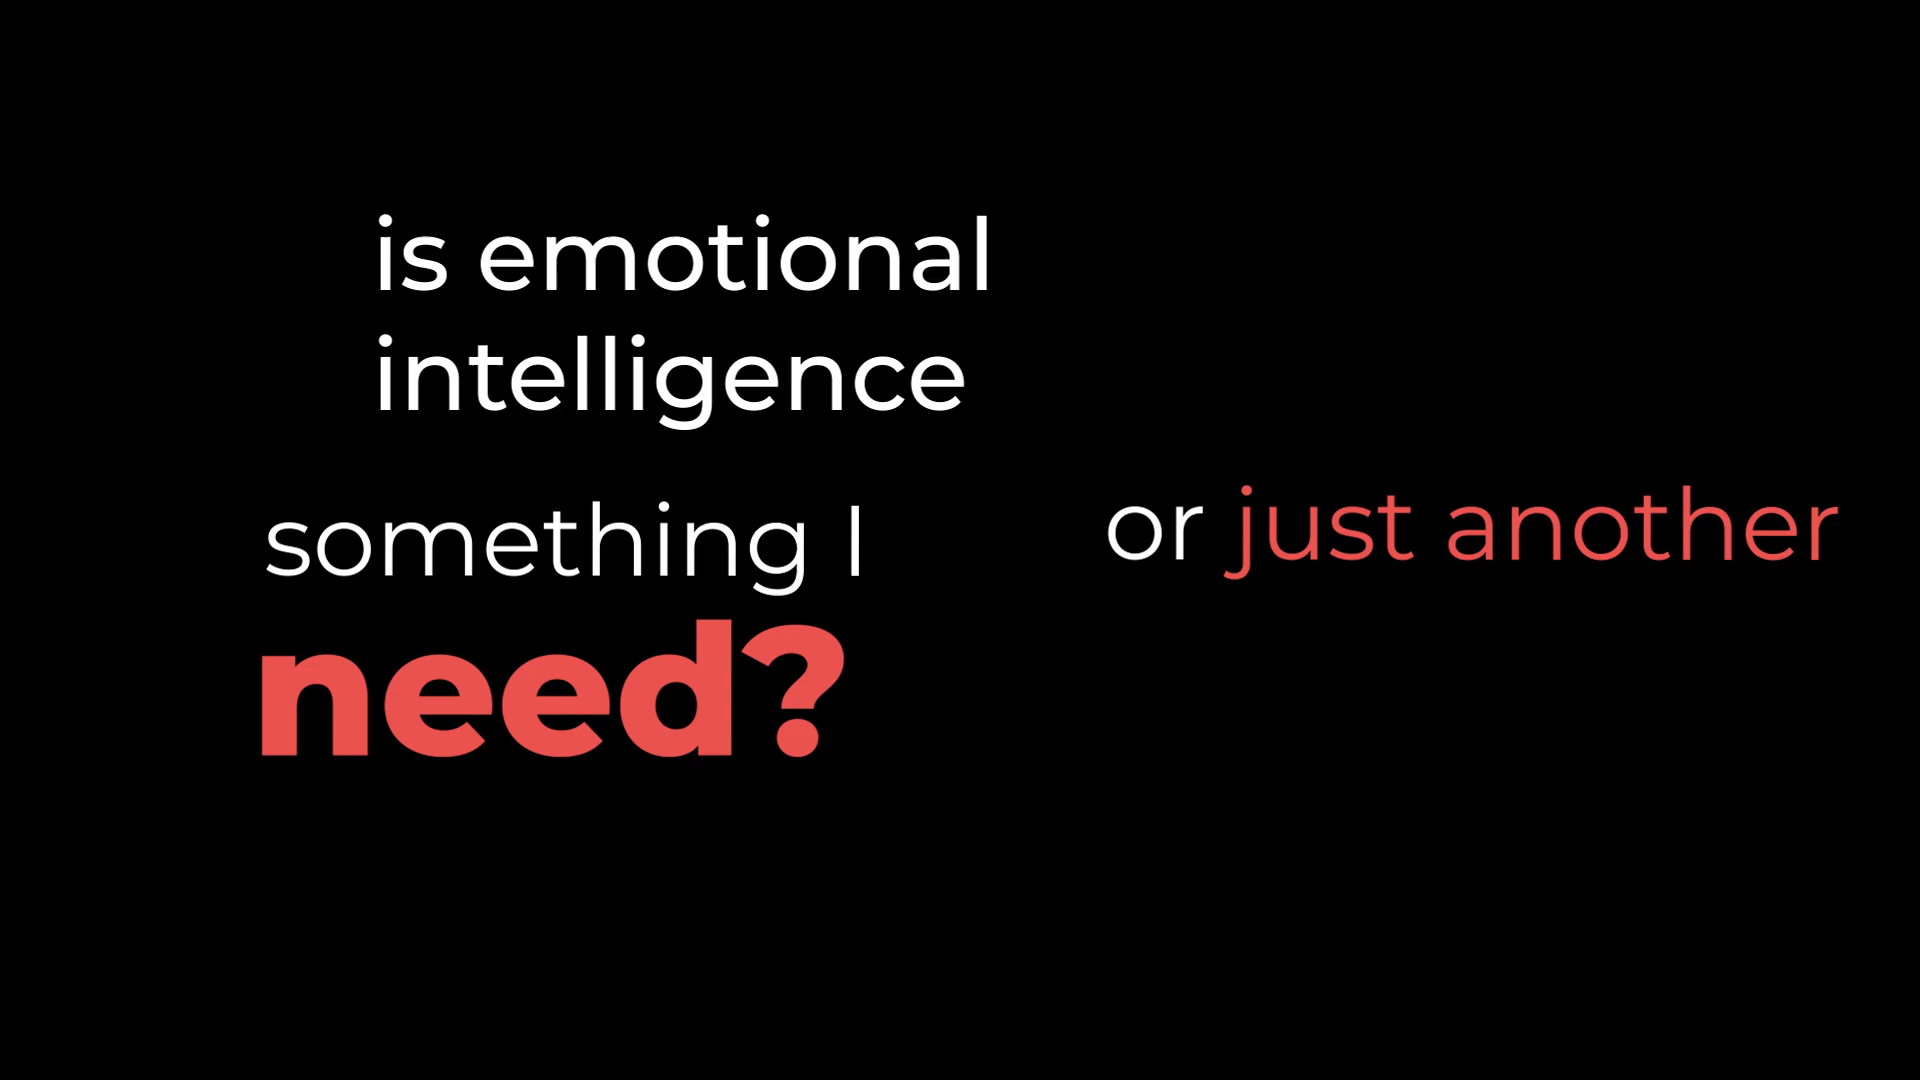 is emotional
intelligence
something I
need?
or just another